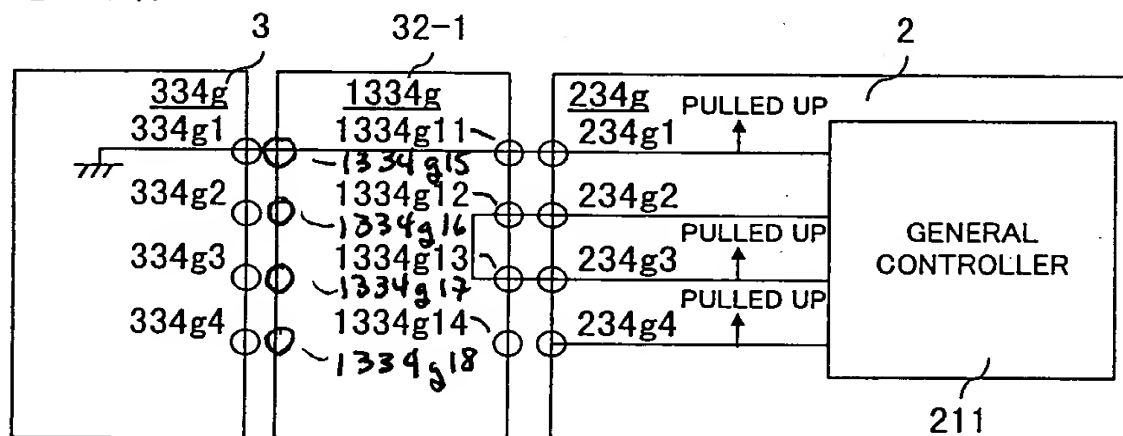 3
32-1
2
334g
1334g
234g
PULLED UP
334g1
1334g11
234g1
1334g15
334g2
1334g12
234g2
1334g16
PULLED UP
GENERAL
CONTROLLER
334g3
1334g13
234g3
1334g17
PULLED UP
334g4
1334g14
234g4
1334g18
211